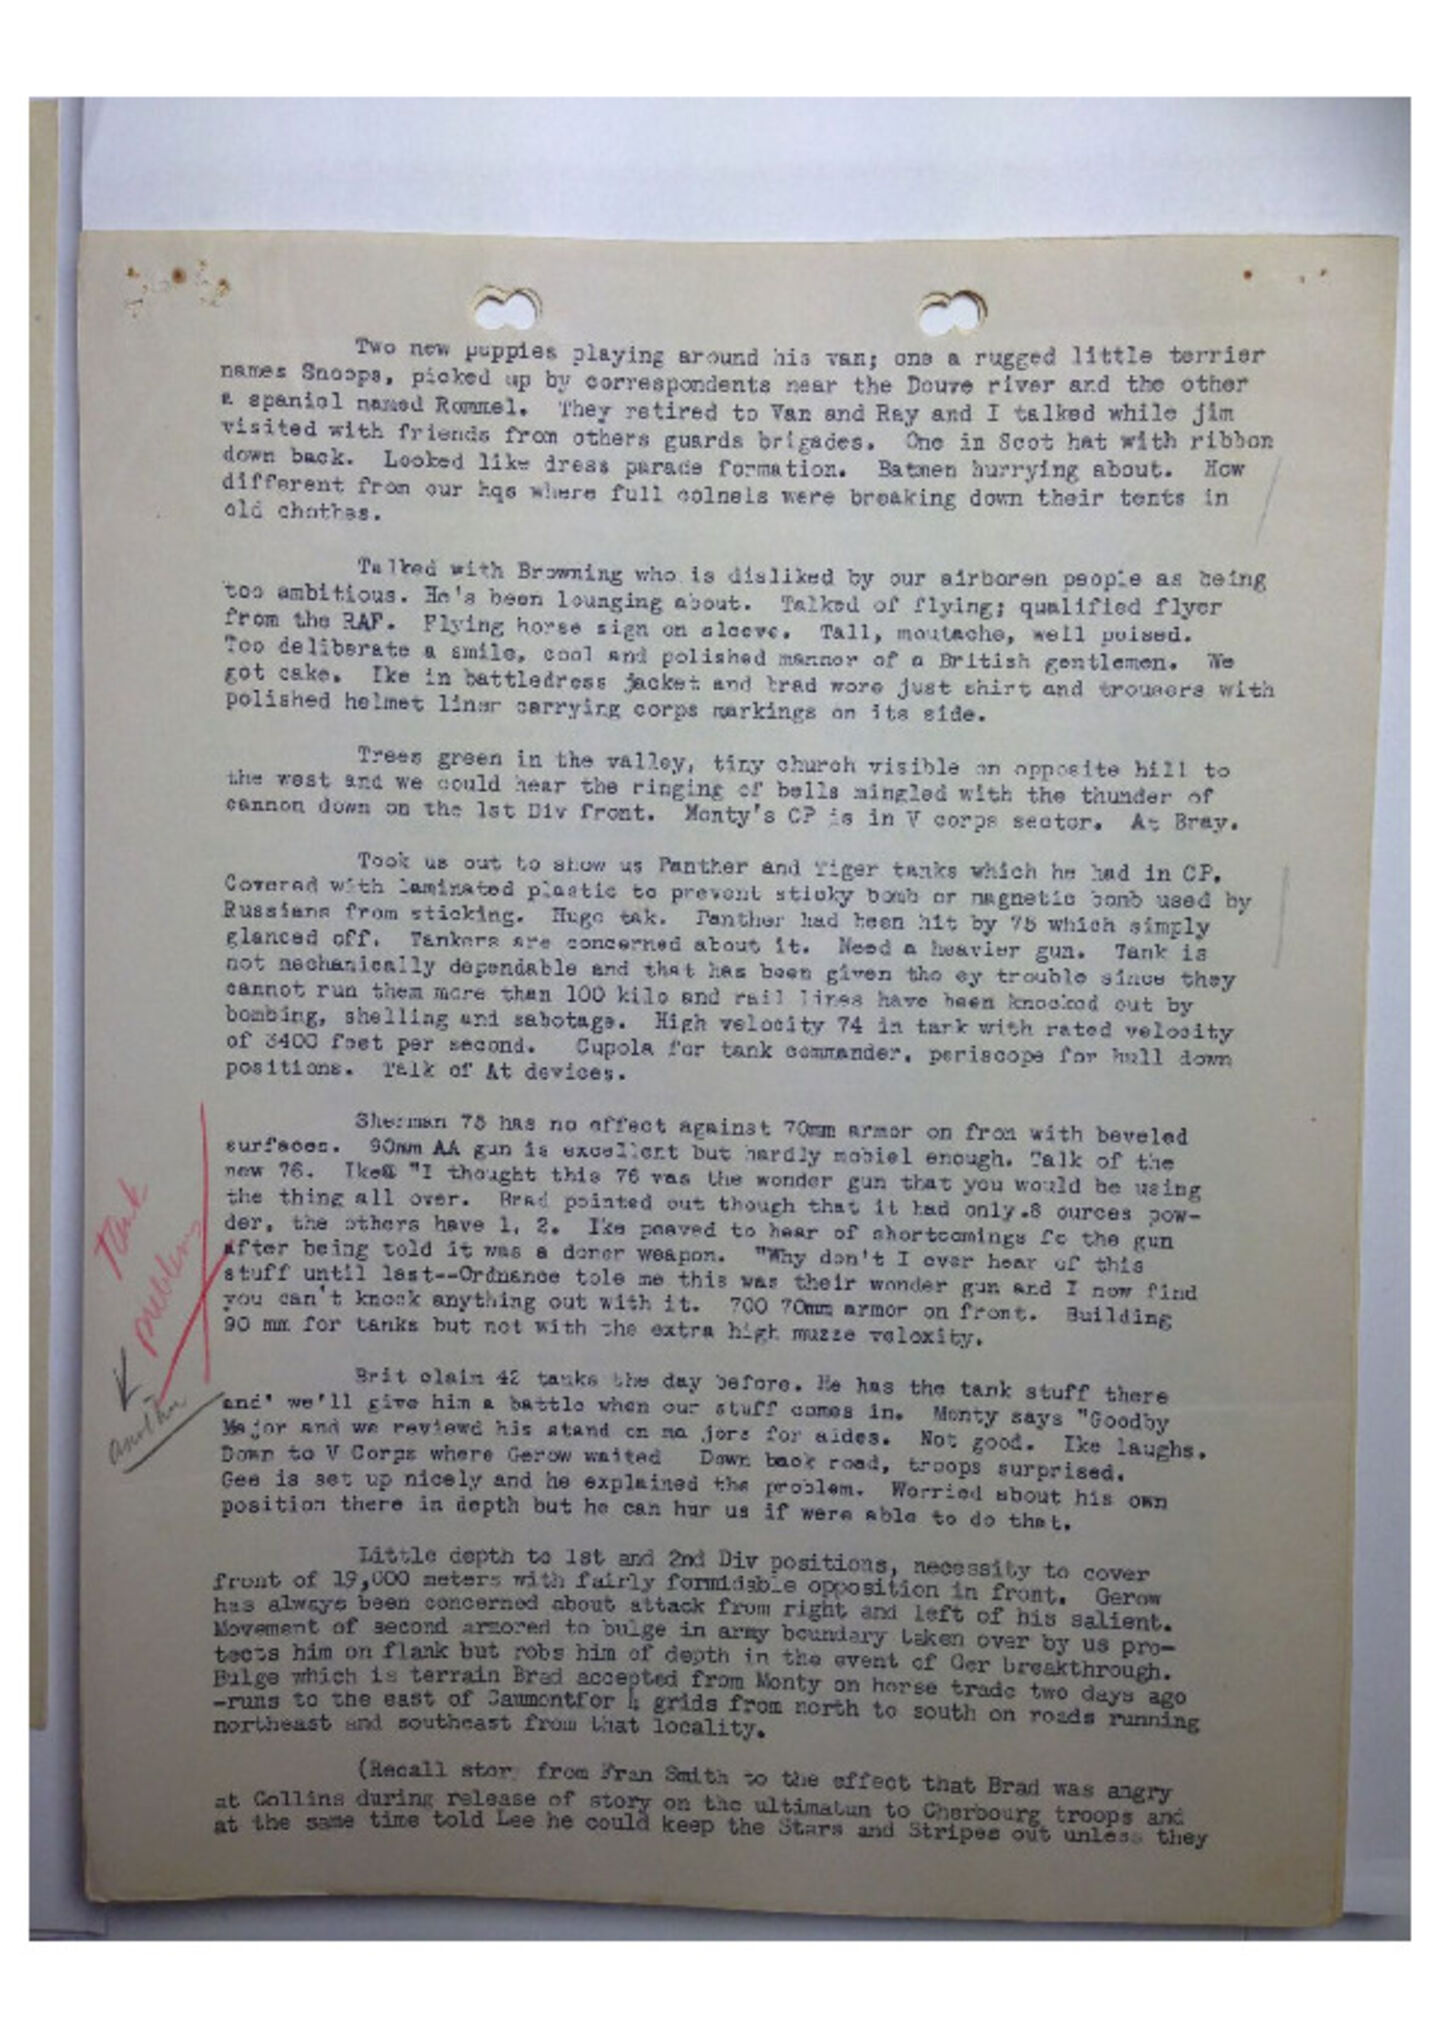 Two new puppies playing around his van; one a rugged little terrier
names Snoops, picked up by correspondents near the Douve river and the other
a spaniol named Rommel. They retired to Van and Ray and I talked while jim
visited with friends from others guards brigades. One in Scot hat with ribbon
down back. Looked like dress parade formation. Batmen hurrying about. How
different from our hqs where full colnels were breaking down their tents in
old chothes.
Talked with Browning who is disliked by our airboren people as being
too ambitious. He's been lounging about. Talked of flying; qualified flyer
from the RAF. Flying horse sign on sleeve. Tall, moutache, well poised.
Too deliberate a smile, cool and polished manner of a British gentlemen. We
got cake. Ike in battledress jacket and brad wore just shirt and trousers with
polished helmet liner carrying corps markings on its side.
Trees green in the valley, tiny church visible on opposite hill to
the west and we could hear the ringing of bells mingled with the thunder of
cannon down on the 1st Div front. Monty's CP is in V corps sector. At Bray.
Took us out to show us Panther and Tiger tanks which he had in CP.
Covered with laminated plastic to prevent sticky bomb or magnetic bomb used by
Russians from sticking. Huge tak. Panther had been hit by 75 which simply
glanced off. Tankers are concerned about it. Need a heavier gun. Tank is
not mechanically dependable and that has been given tho ey trouble since they
cannot run them more than 100 kilo and rail lines have been knocked out by
bombing, shelling and sabotage. High velocity 74 in tark with rated velocity
of 3400 feet per second. Cupola for tank commander, periscope for hull down
positions. Talk of At devices.
Sherman 75 has no effect against 70mm armor on fron with beveled
surfaces. 90mm AA gun is excellent but hardly mobiel enough. Talk of the
new 76. Ike@ "I thought this 76 was the wonder gun that you would be using
the thing all over. Brad pointed out though that it had only .8 ounces pow-
der, the others have 1, 2. Ike peeved to hear of shortcomings fo the gun
after being told it was a doner weapon. "Why don't I ever hear of this
stuff until last--Ordnance tole me this was their wonder gun and I now find
you can't knock anything out with it. 700 70mm armor on front. Building
90 mm for tanks but not with the extra high muzze veloxity.
Tank
problem
another
Brit claim 42 tanks the day before. He has the tank stuff there
and' we'll give him a battle when our stuff comes in. Monty says "Goodby
Major and we reviewd his stand on ma jors for aides. Not good. Ike laughs.
Down to V Corps where Gerow waited Down back road, troops surprised.
Gee is set up nicely and he explained the problem. Worried about his own
position there in depth but he can hur us if were able to do that.
Little depth to 1st and 2nd Div positions, necessity to cover
front of 19,000 meters with fairly formidable opposition in front. Gerow
has always been concerned about attack from right and left of his salient.
Movement of second armored to bulge in army boundary taken over by us pro-
tects him on flank but robs him of depth in the event of Ger breakthrough.
Bulge which is terrain Brad accepted from Monty on horse trade two days ago
-runs to the east of Caumontfor 4 grids from north to south on roads running
northeast and southeast from that locality.
(Recall stor from Fran Smith to the effect that Brad was angry
at Collins during release of story on the ultimatun to Cherbourg troops and
at the same time told Lee he could keep the Stars and Stripes out unless they